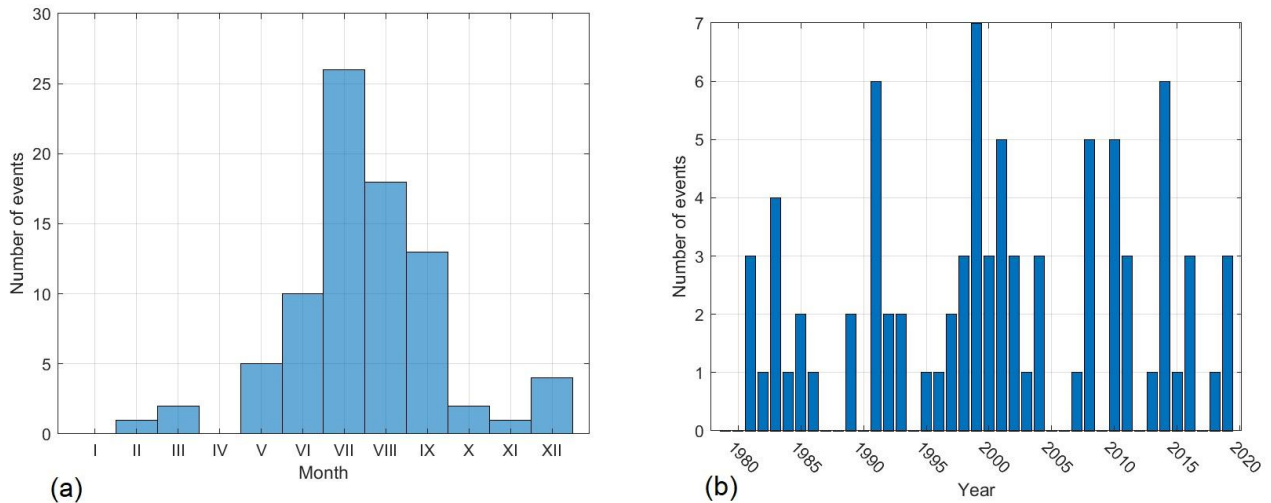 30
25
20
15
10
5
0
Number of events
I II III IV V VI VII VIII IX X XI XII
Month
(a)
7
6
5
4
3
2
1
0
Number of events
1980 1985 1990 1995 2000 2005 2010 2015 2020
Year
(b)